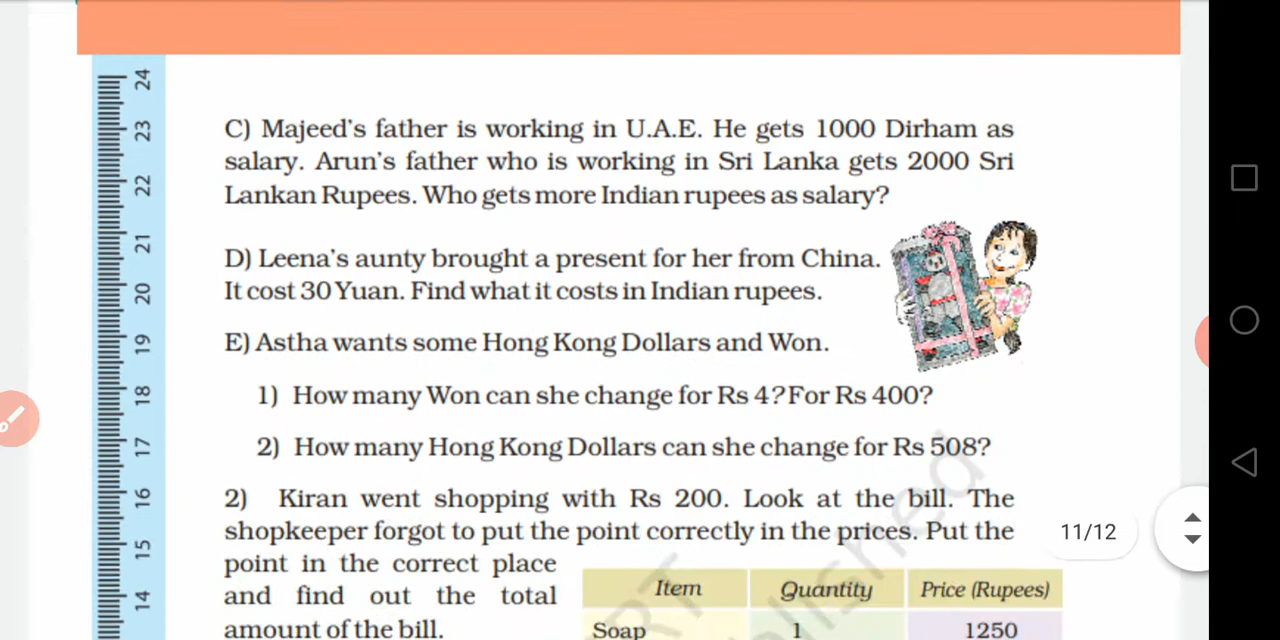 24
23
22
21
20
19
18
17
16
15
14
C) Majeed's father is working in U.A.E. He gets 1000 Dirham as
salary. Arun's father who is working in Sri Lanka gets 2000 Sri
Lankan Rupees. Who gets more Indian rupees as salary?
D) Leena's aunty brought a present for her from China.
It cost 30 Yuan. Find what it costs in Indian rupees.
E) Astha wants some Hong Kong Dollars and Won.
1) How many Won can she change for Rs 4? For Rs 400?
2) How many Hong Kong Dollars can she change for Rs 508?
2) Kiran went shopping with Rs 200. Look at the bill. The
shopkeeper forgot to put the point correctly in the prices. Put the
point in the correct place
and find out the total
amount of the bill.
Item Quantity Price (Rupees)
Soap 1 1250
11/12